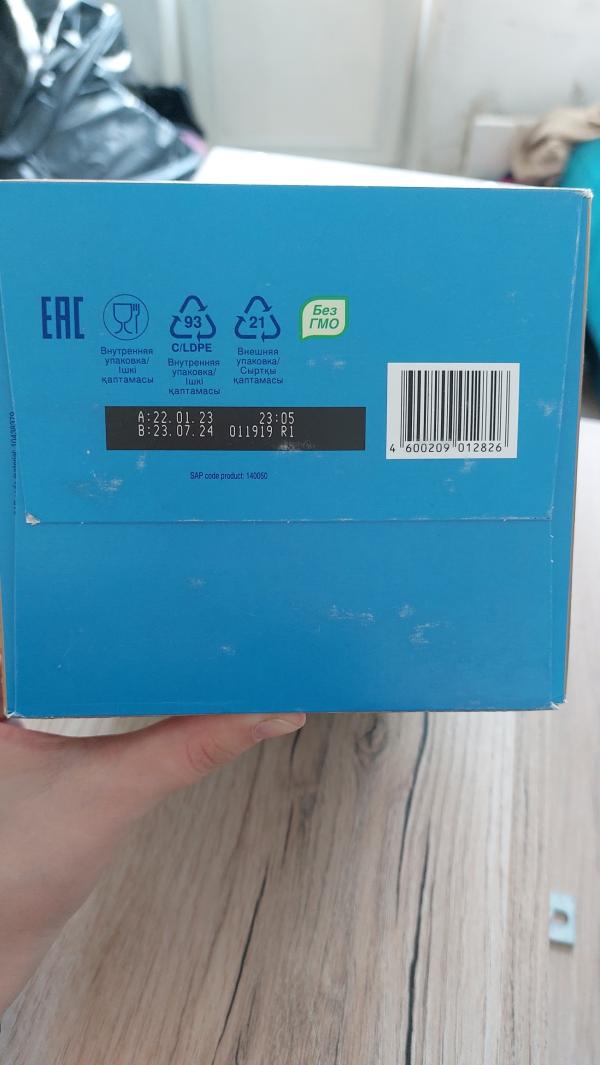 EAC
Внутренняя
упаковка/
Ішкі
қаптамасы
93
C/LDPE
Внутренняя
упаковка/
Ішкі
қаптамасы
21
Внешняя
упаковка/
Сыртқы
қаптамасы
Без
ГМО
A:22.01.23 23:05
B:23.07.24 011919 R1
4 600209 012826
SAP code product: 140050